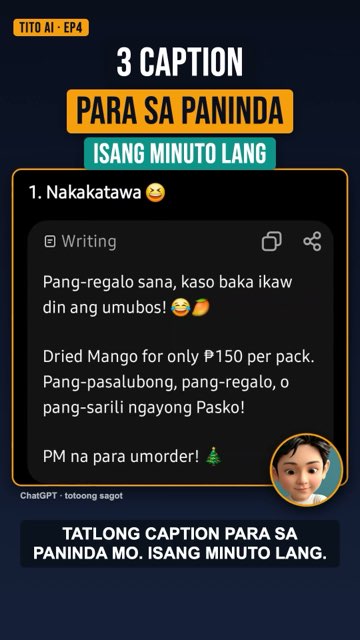 TITO AI · EP4
3 CAPTION
PARA SA PANINDA
ISANG MINUTO LANG
1. Nakakatawa 😆
Writing
Pang-regalo sana, kaso baka ikaw
din ang umubos! 😂🥭
Dried Mango for only ₱150 per pack.
Pang-pasalubong, pang-regalo, o
pang-sarili ngayong Pasko!
PM na para umorder! 🎄
ChatGPT · totoong sagot
TATLONG CAPTION PARA SA
PANINDA MO. ISANG MINUTO LANG.